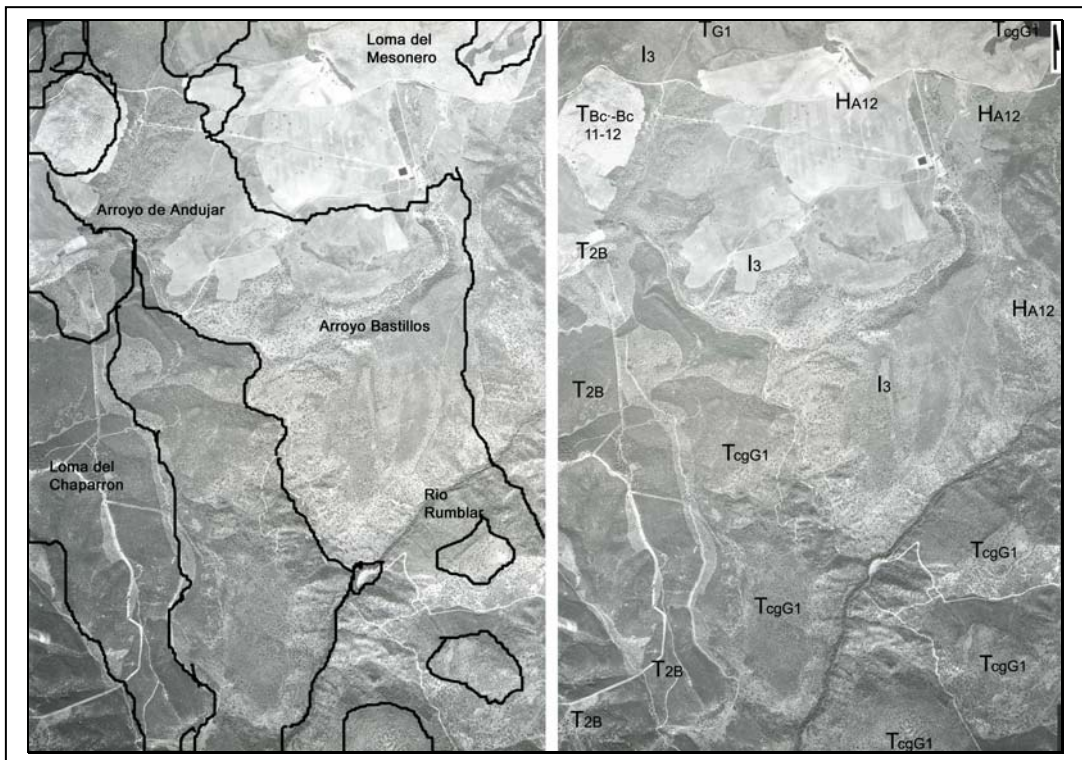 Loma del
Mesonero
Arroyo de Andujar
Arroyo Bastillos
Loma del
Chaparron
Rio
Rumblar
TG1
TcgG1
I3
HA12
HA12
TBc-Bc
11-12
T2B
I3
HA12
T2B
I3
TcgG1
TcgG1
TcgG1
TcgG1
T2B
T2B
TcgG1